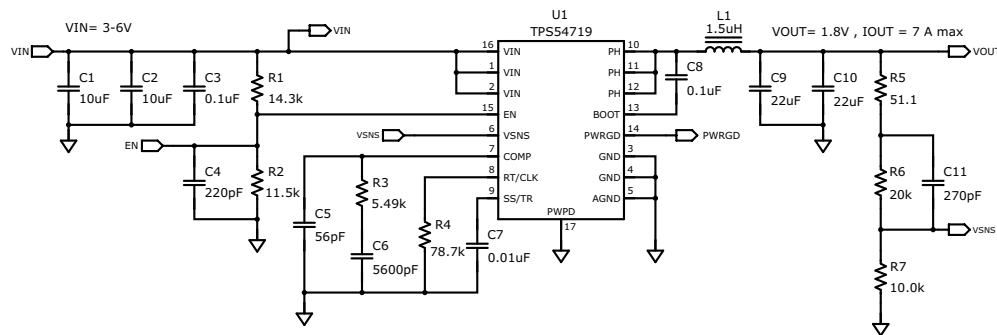 VIN= 3-6V
VIN
VIN
C1
10uF
C2
10uF
C3
0.1uF
R1
14.3k
EN
C4
220pF
R2
11.5k
VSNS
C5
56pF
R3
5.49k
C6
5600pF
R4
78.7k
C7
0.01uF
U1
TPS54719
16 VIN
1 VIN
2 VIN
15 EN
6 VSNS
7 COMP
8 RT/CLK
9 SS/TR
PH 10
PH 11
PH 12
BOOT 13
PWRGD 14
GND 3
GND 4
AGND 5
PWPD
17
PWRGD
C8
0.1uF
L1
1.5uH
VOUT= 1.8V , IOUT = 7 A max
VOUT
C9
22uF
C10
22uF
R5
51.1
R6
20k
C11
270pF
VSNS
R7
10.0k